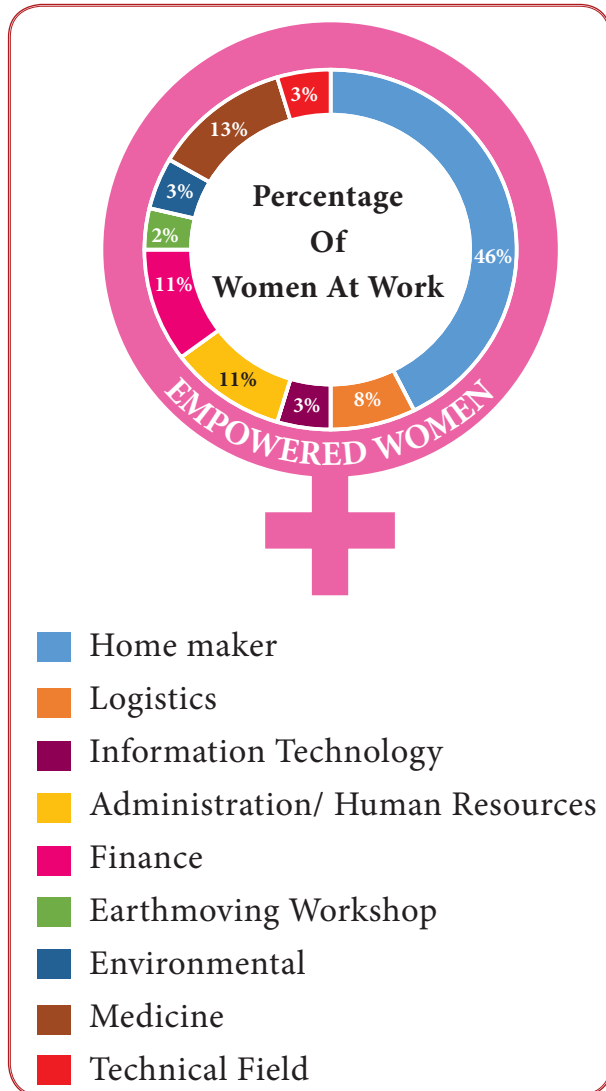 3%
13%
3%
2%
11%
11%
3%
8%
46%
Percentage
Of
Women At Work
EMPOWERED WOMEN
Home maker
Logistics
Information Technology
Administration/ Human Resources
Finance
Earthmoving Workshop
Environmental
Medicine
Technical Field